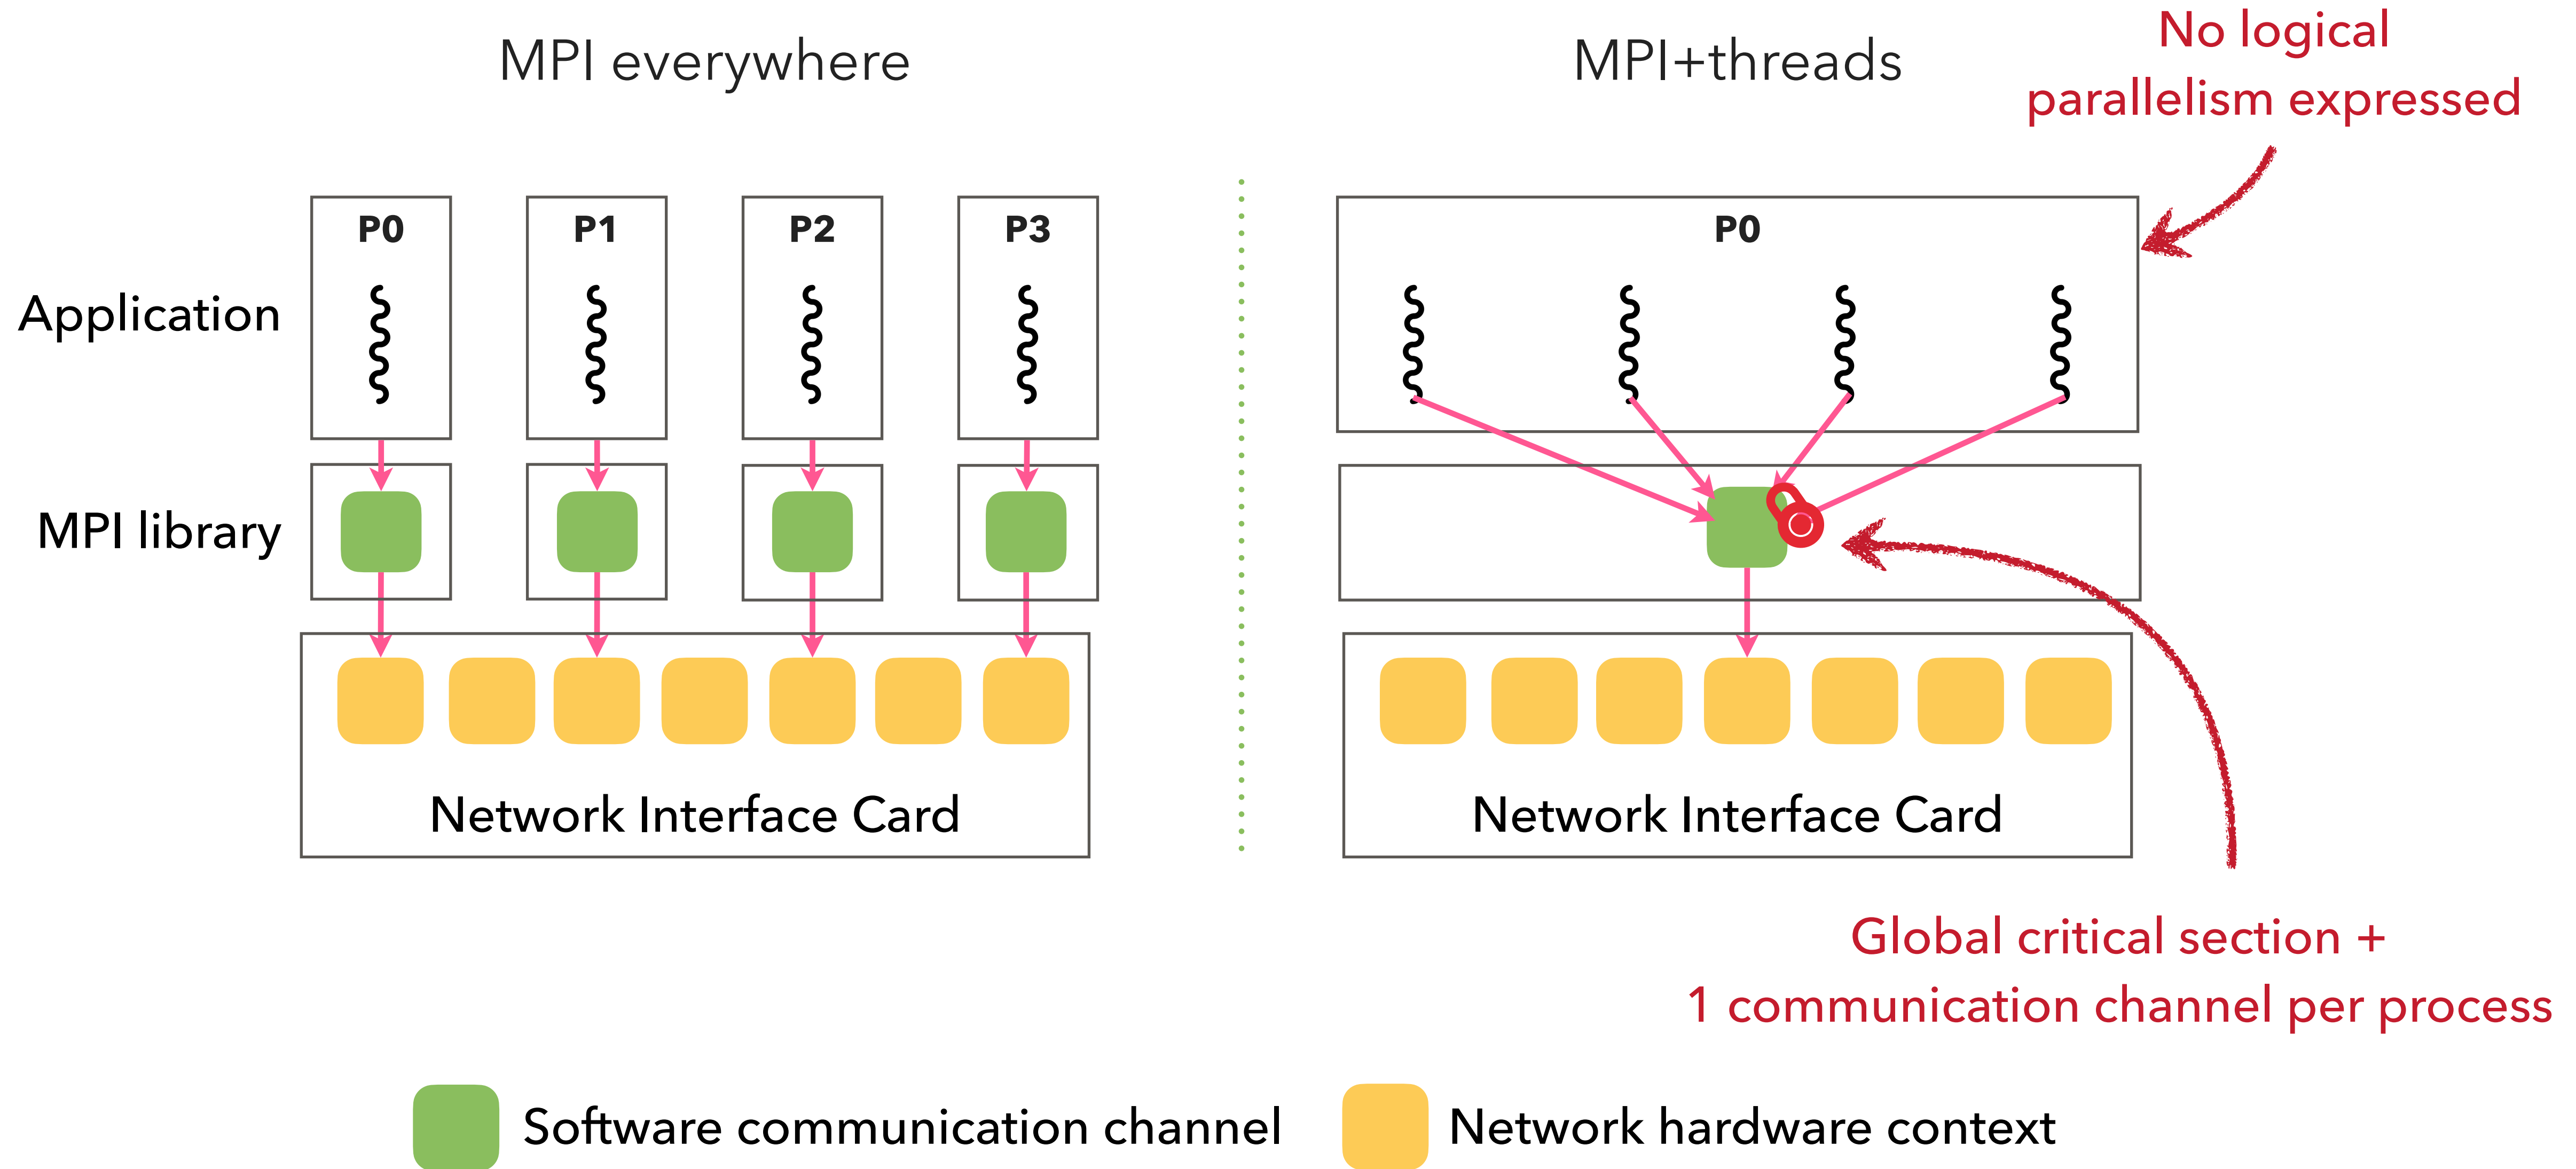 MPI everywhere
MPI+threads
No logical
parallelism expressed
P0
P1
P2
P3
P0
Application
MPI library
Network Interface Card
Network Interface Card
Global critical section +
1 communication channel per process
Software communication channel
Network hardware context